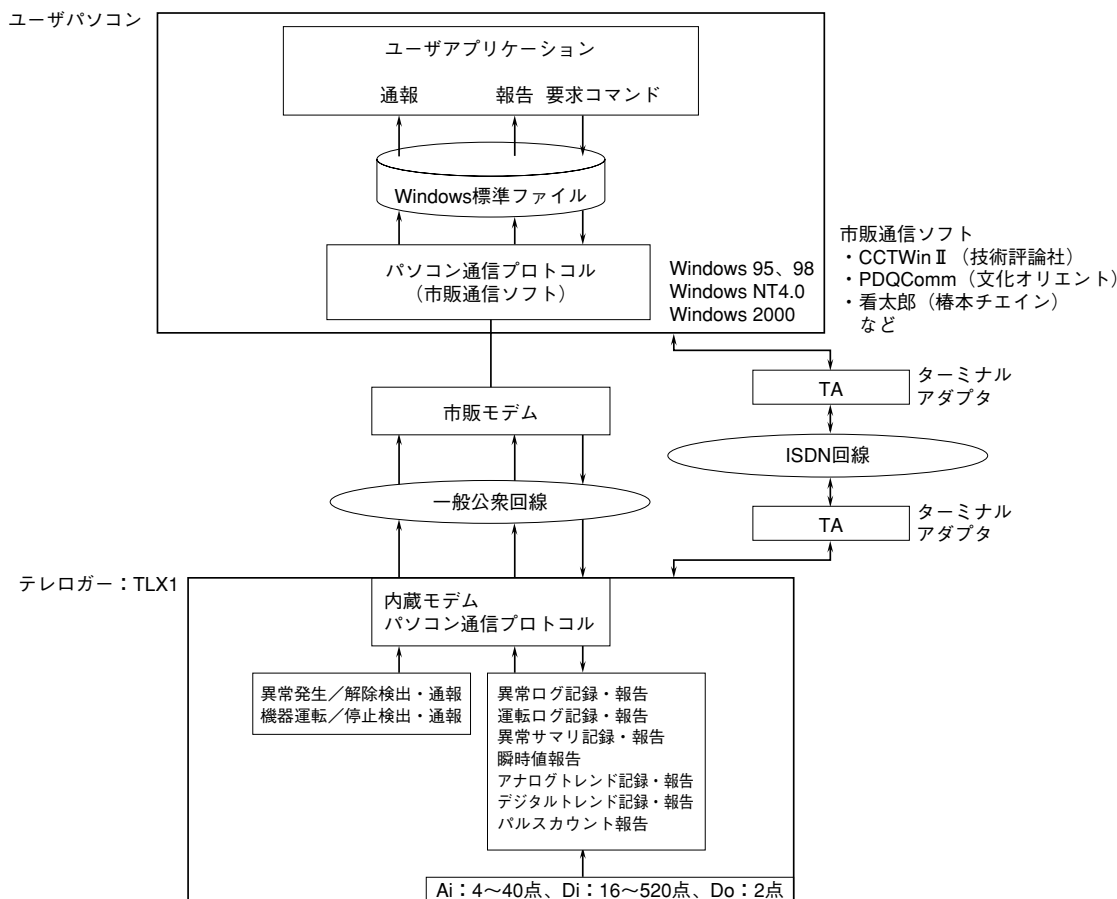 ユーザパソコン
ユーザアプリケーション
通報
報告 要求コマンド
Windows標準ファイル
パソコン通信プロトコル
（市販通信ソフト）
Windows 95、98
Windows NT4.0
Windows 2000
市販通信ソフト
・CCTWin Ⅱ（技術評論社）
・PDQComm（文化オリエント）
・看太郎（椿本チエイン）
など
市販モデム
TA
ターミナル
アダプタ
ISDN回線
一般公衆回線
TA
ターミナル
アダプタ
テレロガー：TLX1
内蔵モデム
パソコン通信プロトコル
異常発生／解除検出・通報
機器運転／停止検出・通報
異常ログ記録・報告
運転ログ記録・報告
異常サマリ記録・報告
瞬時値報告
アナログトレンド記録・報告
デジタルトレンド記録・報告
パルスカウント報告
Ai：4～40点、Di：16～520点、Do：2点